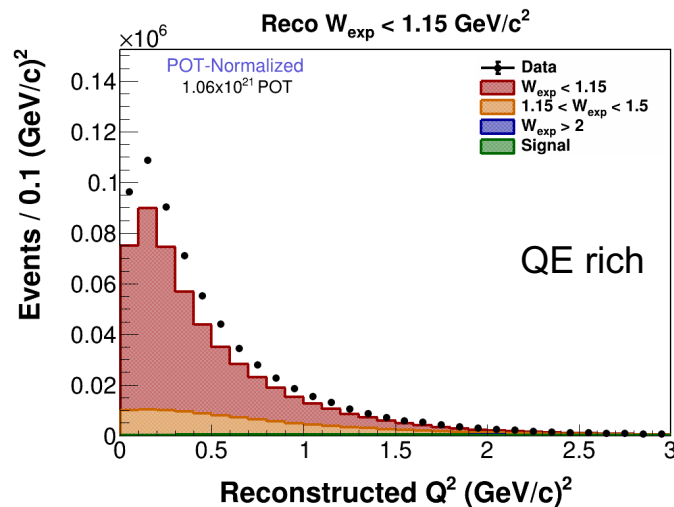 Reco W_exp < 1.15 GeV/c²
×10⁶
POT-Normalized
1.06x10²¹ POT
Data
W_exp < 1.15
1.15 < W_exp < 1.5
W_exp > 2
Signal
QE rich
Events / 0.1 (GeV/c)²
0.14
0.12
0.1
0.08
0.06
0.04
0.02
0
0 0.5 1 1.5 2 2.5 3
Reconstructed Q² (GeV/c)²